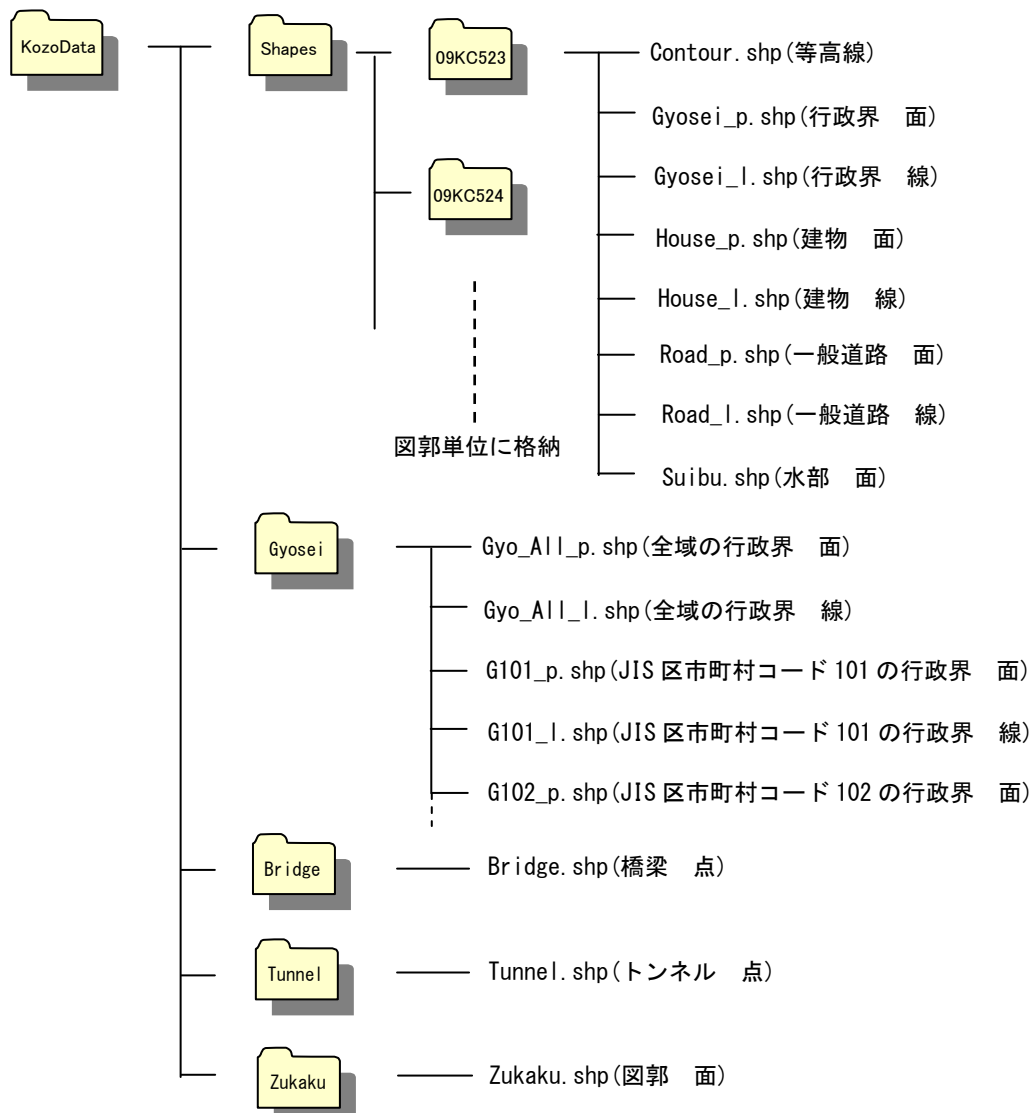 KozoData
Shapes
09KC523
Contour.shp(等高線)
Gyosei_p.shp(行政界　面)
Gyosei_l.shp(行政界　線)
09KC524
House_p.shp(建物　面)
House_l.shp(建物　線)
Road_p.shp(一般道路　面)
Road_l.shp(一般道路　線)
図郭単位に格納
Suibu.shp(水部　面)
Gyosei
Gyo_All_p.shp(全域の行政界　面)
Gyo_All_l.shp(全域の行政界　線)
G101_p.shp(JIS区市町村コード101の行政界　面)
G101_l.shp(JIS区市町村コード101の行政界　線)
G102_p.shp(JIS区市町村コード102の行政界　面)
Bridge
Bridge.shp(橋梁　点)
Tunnel
Tunnel.shp(トンネル　点)
Zukaku
Zukaku.shp(図郭　面)